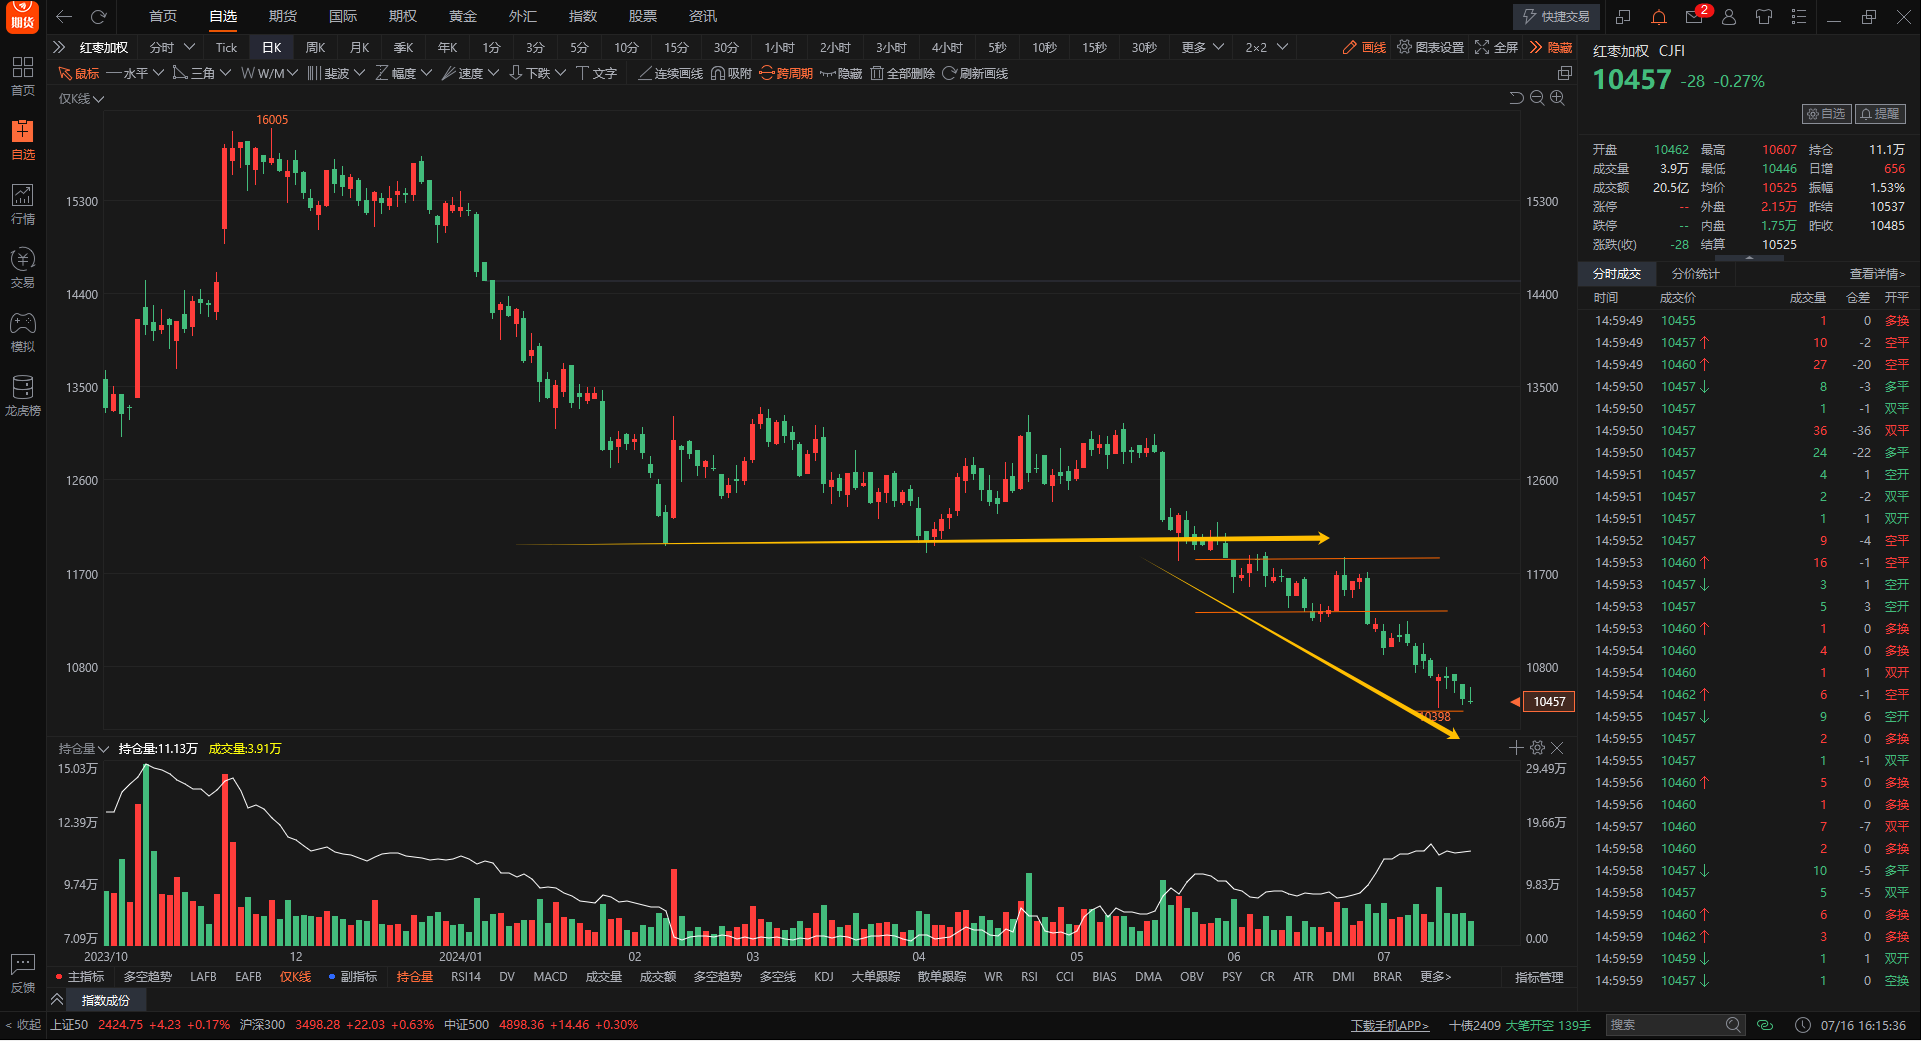 期货 首页 自选 期货 国际 期权 黄金 外汇 指数 股票 资讯 快捷交易 2
红枣加权 分时 Tick 日K 周K 月K 季K 年K 1分 3分 5分 10分 15分 30分 1小时 2小时 3小时 4小时 5秒 10秒 15秒 30秒 更多 2×2 画线 图表设置 全屏 隐藏
鼠标 水平 三角 W/M 斐波 幅度 速度 下跌 文字 连续画线 吸附 跨周期 隐藏 全部删除 刷新画线
首页
自选
行情
交易
模拟
龙虎榜
反馈
< 收起
仅K线
16005
15300 15300
14400 14400
13500 13500
12600 12600
11700 11700
10800 10800
10457
10398
持仓量 持仓量:11.13万 成交量:3.91万
15.03万 29.49万
12.39万 19.66万
9.74万 9.83万
7.09万 0.00
2023/10 12 2024/01 02 03 04 05 06 07
主指标 多空趋势 LAFB EAFB 仅K线 副指标 持仓量 RSI14 DV MACD 成交量 成交额 多空趋势 多空线 KDJ 大单跟踪 散单跟踪 WR RSI CCI BIAS DMA OBV PSY CR ATR DMI BRAR 更多> 指标管理
指数成份
红枣加权 CJFI
10457 -28 -0.27%
自选 提醒
开盘 10462 最高 10607 持仓 11.1万
成交量 3.9万 最低 10446 日增 656
成交额 20.5亿 均价 10525 振幅 1.53%
涨停 -- 外盘 2.15万 昨结 10537
跌停 -- 内盘 1.75万 昨收 10485
涨跌(收) -28 结算 10525
分时成交 分价统计 查看详情>
时间 成交价 成交量 仓差 开平
14:59:49 10455 1 0 多换
14:59:49 10457↑ 10 -2 空平
14:59:49 10460↑ 27 -20 空平
14:59:50 10457↓ 8 -3 多平
14:59:50 10457 1 -1 双平
14:59:50 10457 36 -36 双平
14:59:50 10457 24 -22 多平
14:59:51 10457 4 1 空开
14:59:51 10457 2 -2 双平
14:59:51 10457 1 1 双开
14:59:52 10457 9 -4 空平
14:59:53 10460↑ 16 -1 空平
14:59:53 10457↓ 3 1 空开
14:59:53 10457 5 3 空开
14:59:53 10460↑ 1 0 多换
14:59:54 10460 4 0 多换
14:59:54 10460 1 1 双开
14:59:54 10462↑ 6 -1 空平
14:59:55 10457↓ 9 6 空开
14:59:55 10457 2 0 多换
14:59:55 10457 1 -1 双平
14:59:56 10460↑ 5 0 多换
14:59:56 10460 1 0 多换
14:59:57 10460 7 -7 双平
14:59:58 10460 2 0 多换
14:59:58 10457↓ 10 -5 多平
14:59:58 10457 5 -5 双平
14:59:59 10460↑ 6 0 多换
14:59:59 10462↑ 3 0 多换
14:59:59 10459↓ 1 1 双开
14:59:59 10457↓ 1 0 空换
上证50 2424.75 +4.23 +0.17% 沪深300 3498.28 +22.03 +0.63% 中证500 4898.36 +14.46 +0.30% 下载手机APP> 十债2409 大笔开空 139手 搜索 07/16 16:15:36